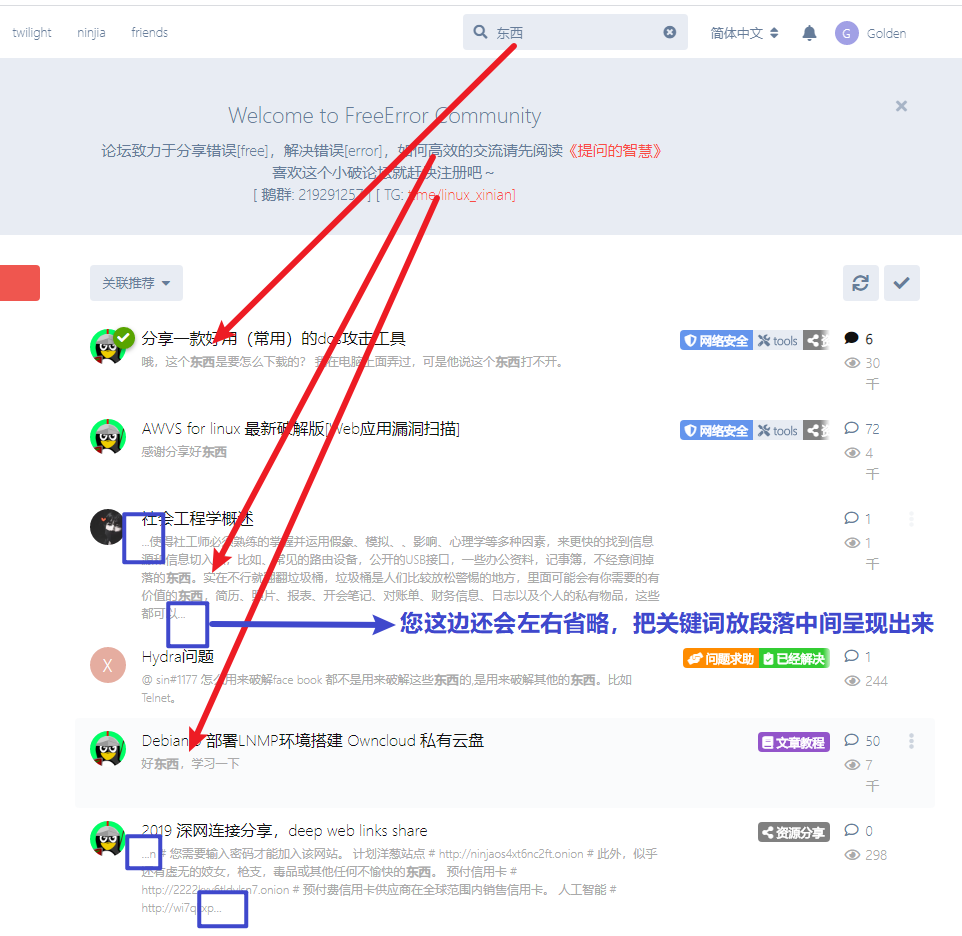 twilight ninjia friends 东西 简体中文 G Golden
Welcome to FreeError Community
论坛致力于分享错误[free]，解决错误[error]，如何高效的交流请先阅读《提问的智慧》
喜欢这个小破论坛就赶快注册吧～
[ 鹅群: 219291257 ] [ TG: t.me/linux_xinian]
关联推荐
分享一款好用（常用）的dos攻击工具 网络安全 tools 6
哦，这个东西是要怎么下载的? 我在电脑上面弄过，可是他说这个东西打不开。 30
千
AWVS for linux 最新破解版[Web应用漏洞扫描] 网络安全 tools 72
感谢分享好东西 4
千
社会工程学概述 1
...使得社工师必须熟练的掌握并运用假象、模拟、、影响、心理学等多种因素，来更快的找到信息 1
源和信息切入点，比如、常见的路由设备，公开的USB接口，一些办公资料，记事簿，不经意间掉 千
落的东西。实在不行就翻翻垃圾桶，垃圾桶是人们比较放松警惕的地方，里面可能会有你需要的有
价值的东西，简历、照片、报表、开会笔记、对账单、财务信息、日志以及个人的私有物品，这些
都可以...
您这边还会左右省略，把关键词放段落中间呈现出来
X Hydra问题 问题求助 已经解决 1
@ sin#1177 怎么用来破解face book 都不是用来破解这些东西的,是用来破解其他的东西。比如 244
Telnet。
Debian 部署LNMP环境搭建 Owncloud 私有云盘 文章教程 50
好东西，学习一下 7
千
2019 深网连接分享，deep web links share 资源分享 0
...n # 您需要输入密码才能加入该网站。 计划洋葱站点 # http://ninjaos4xt6nc2ft.onion # 此外，似乎 298
还有虚无的妓女，枪支，毒品或其他任何不愉快的东西。 预付信用卡 #
.onion # 预付费信用卡供应商在全球范围内销售信用卡。 人工智能 #
http://wi7q